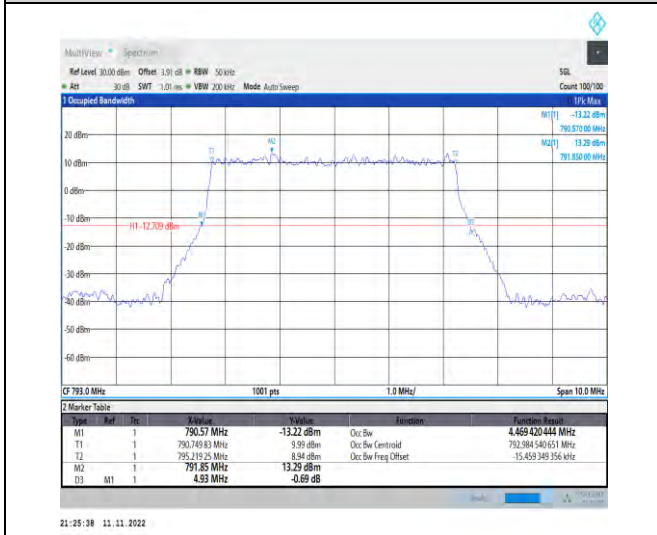 MultiView Spectrum
Ref Level 30.00 dBm Offset 3.91 dB RBW 50 kHz SGL
Att 30 dB SWT 1.01 ms VBW 200 kHz Mode Auto Sweep Count 100/100
1 Occupied Bandwidth 1Pk Max
M1[1] -13.22 dBm
790.570 00 MHz
M2[1] 13.29 dBm
791.850 00 MHz
20 dBm
T1 M2 T2
10 dBm
0 dBm
-10 dBm
M1 D3
H1 -12.709 dBm
-20 dBm
-30 dBm
-40 dBm
-50 dBm
-60 dBm
CF 793.0 MHz 1001 pts 1.0 MHz/ Span 10.0 MHz
2 Marker Table
Type Ref Trc X-Value Y-Value Function Function Result
M1 1 790.57 MHz -13.22 dBm Occ Bw 4.469 420 444 MHz
T1 1 790.749 83 MHz 9.99 dBm Occ Bw Centroid 792.984 540 651 MHz
T2 1 795.219 25 MHz 8.94 dBm Occ Bw Freq Offset -15.459 349 356 kHz
M2 1 791.85 MHz 13.29 dBm
D3 M1 1 4.93 MHz -0.69 dB
21:25:38 11.11.2022